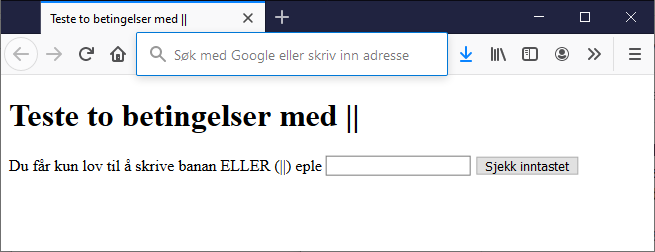 Teste to betingelser med ||
Søk med Google eller skriv inn adresse
Teste to betingelser med ||
Du får kun lov til å skrive banan ELLER (||) eple Sjekk inntastet